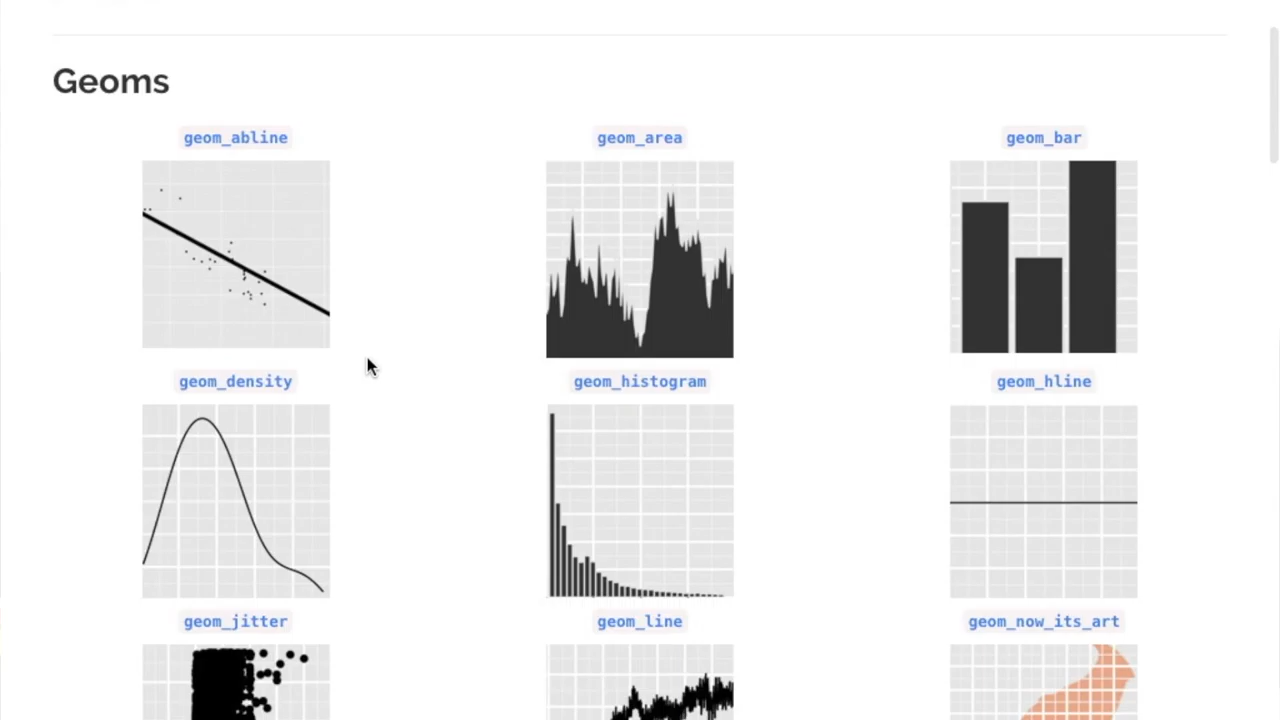 Geoms
geom_abline
geom_area
geom_bar
geom_density
geom_histogram
geom_hline
geom_jitter
geom_line
geom_now_its_art